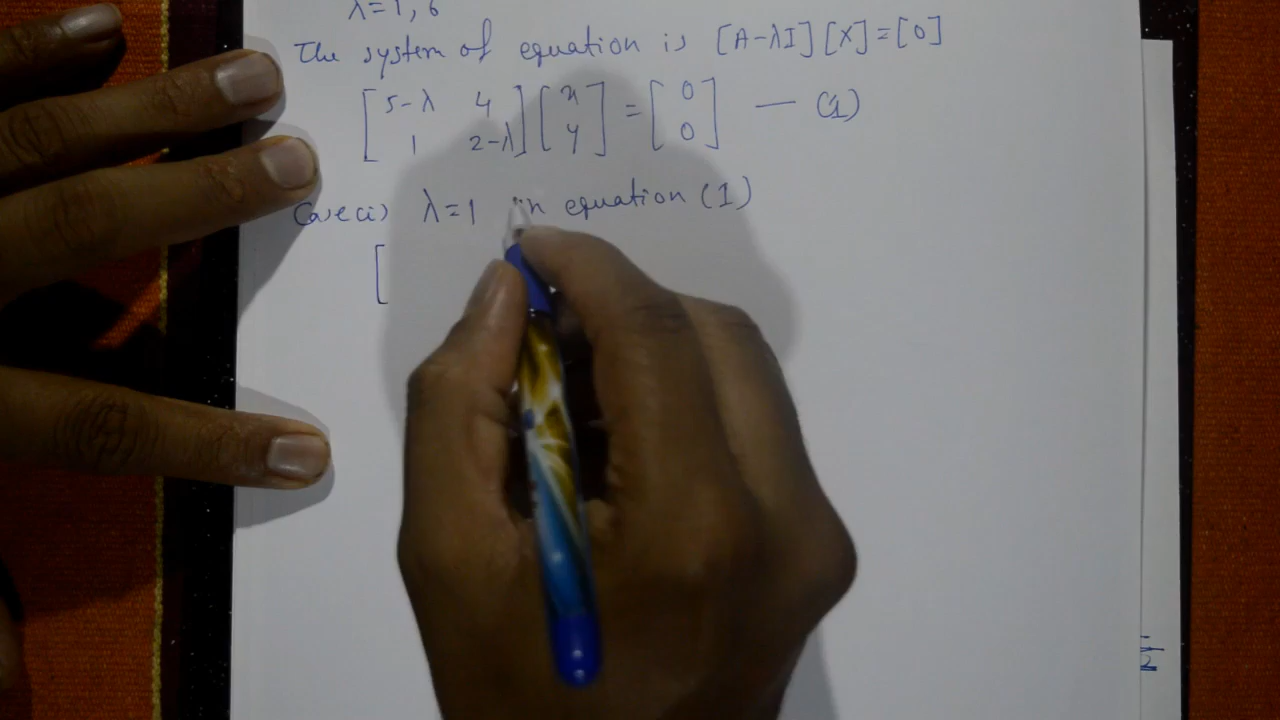 λ=1, 6
The system of equation is [A-λI][X]=[0]
[5-λ 4 1 2-λ][x y]=[0 0] — (1)
Case(i) λ=1 in equation (1)
[